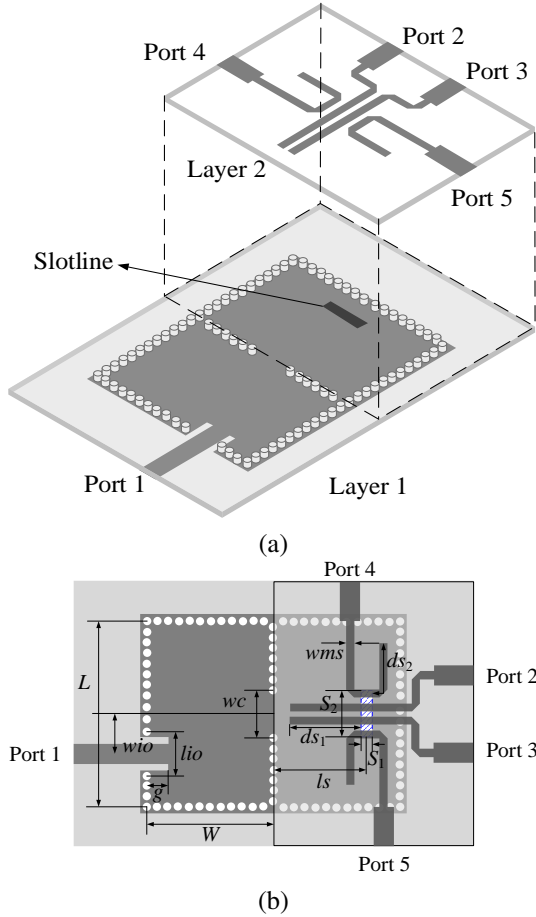 Port 2
Port 4
Port 3
Layer 2
Port 5
Slotline
Port 1
Layer 1
(a)
Port 4
wms
ds2
L
wc
S2
Port 2
Port 1
wio
lio
ds1
S1
Port 3
g
ls
W
Port 5
(b)